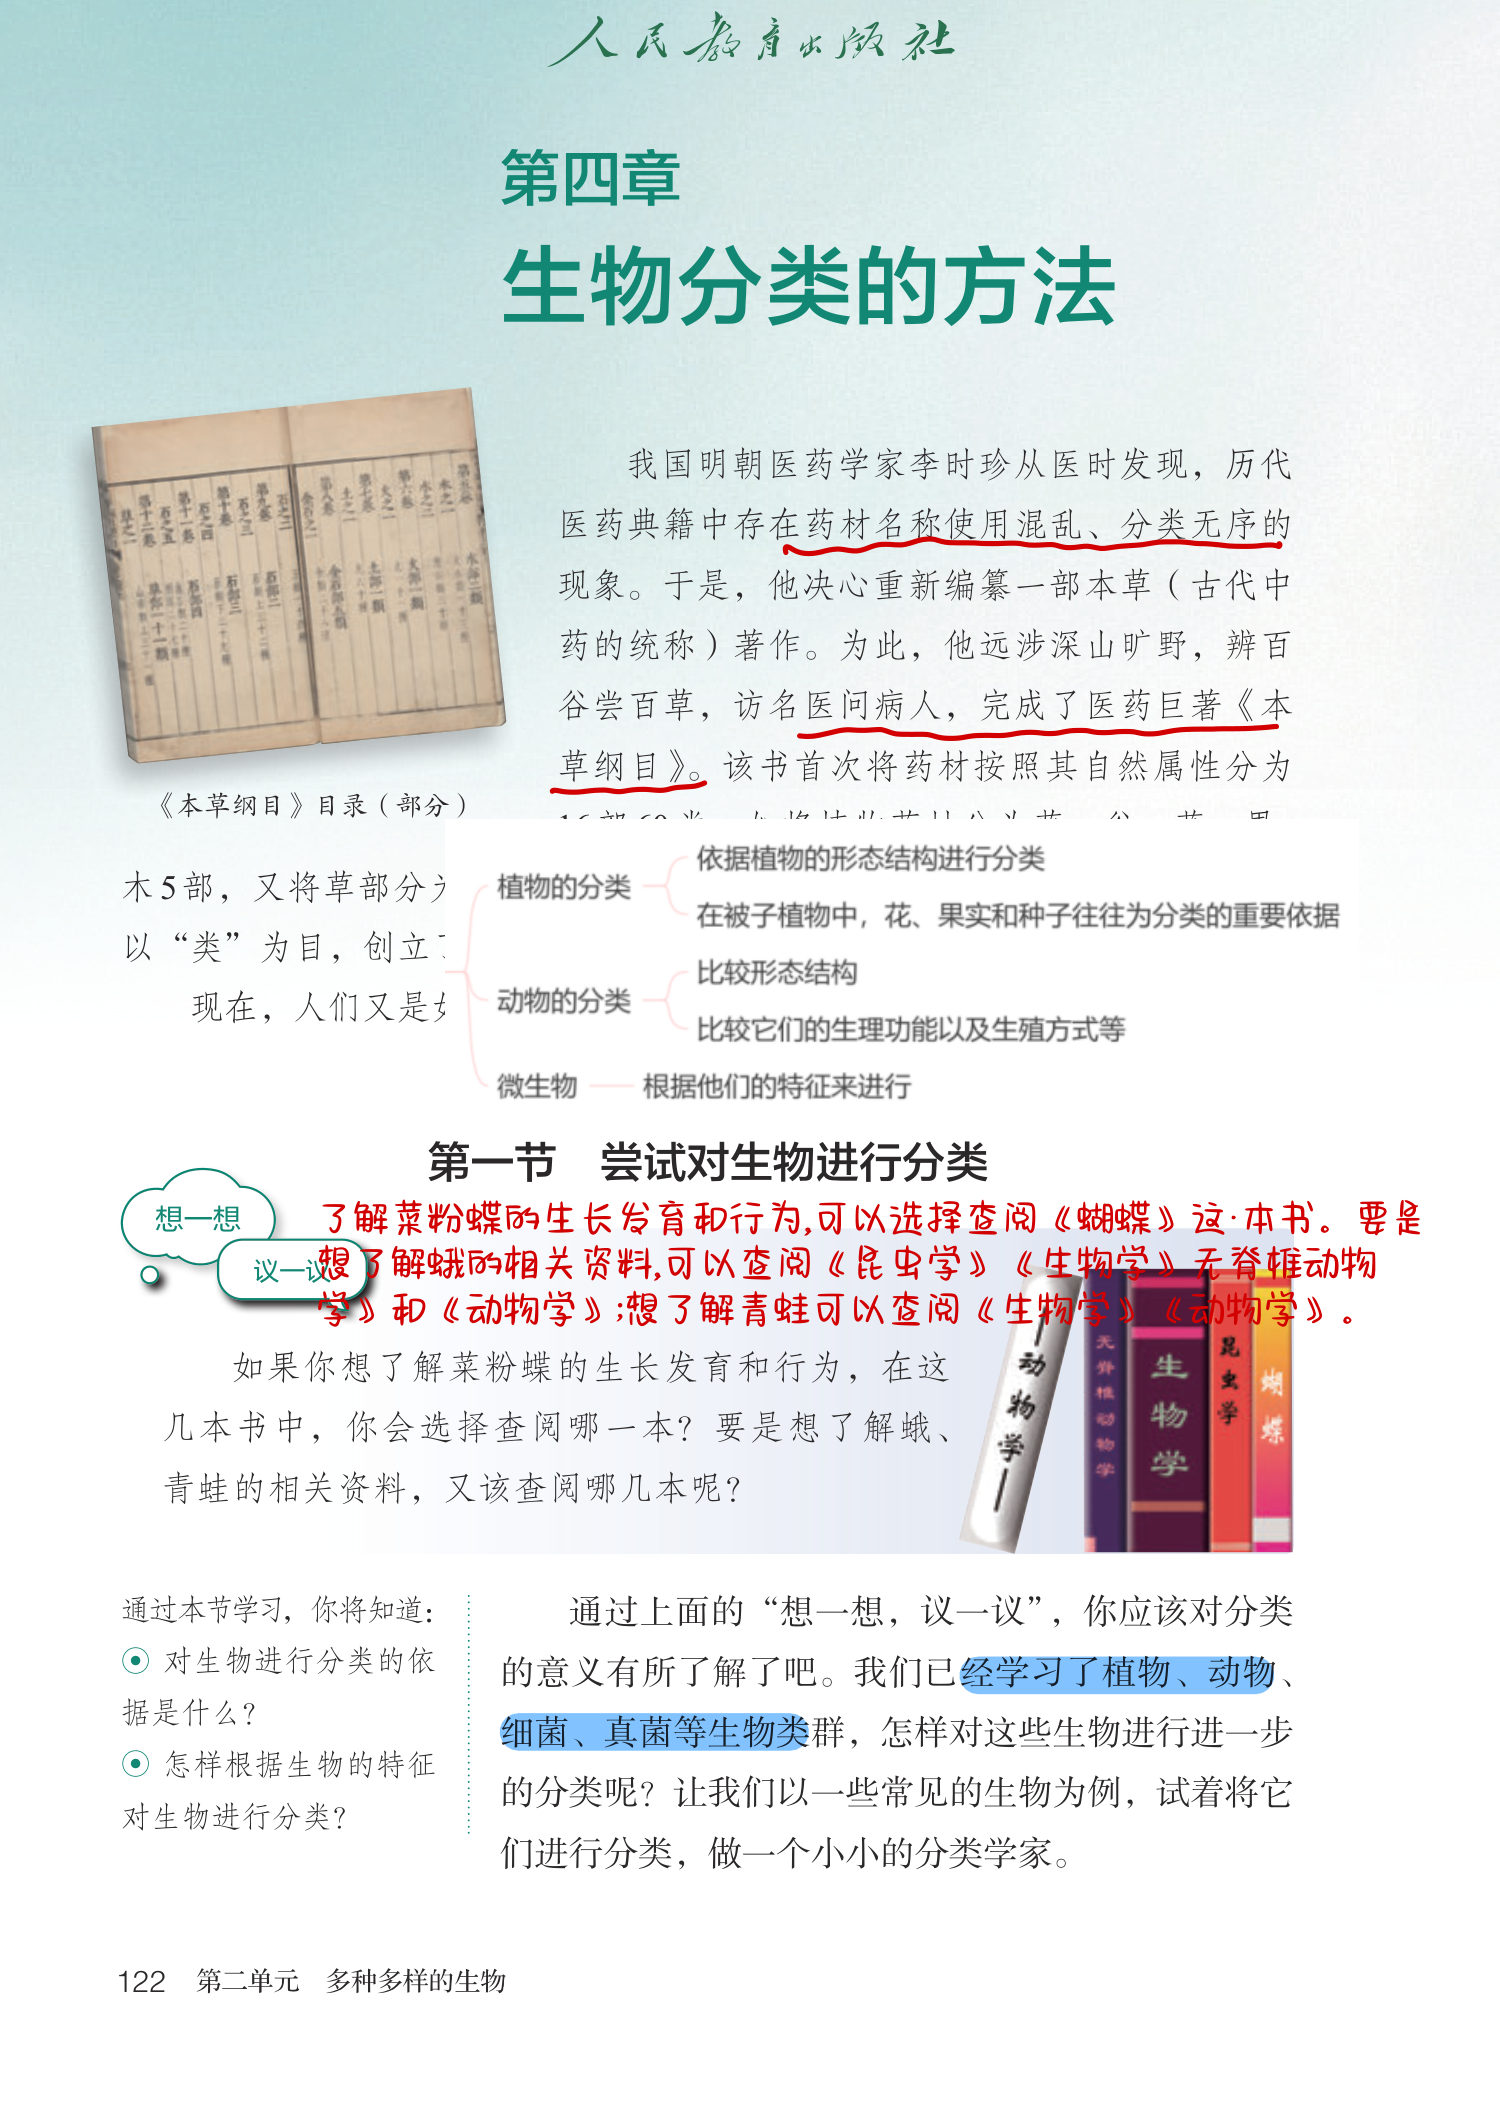 人民教育出版社
第四章
生物分类的方法
我国明朝医药学家李时珍从医时发现，历代
医药典籍中存在药材名称使用混乱、分类无序的
现象。于是，他决心重新编纂一部本草（古代中
药的统称）著作。为此，他远涉深山旷野，辨百
谷尝百草，访名医问病人，完成了医药巨著《本
草纲目》。该书首次将药材按照其自然属性分为
《本草纲目》目录（部分）
木5部，又将草部分
以“类”为目，创立
现在，人们又是
植物的分类
依据植物的形态结构进行分类
在被子植物中，花、果实和种子往往为分类的重要依据
动物的分类
比较形态结构
比较它们的生理功能以及生殖方式等
微生物
根据他们的特征来进行
第一节 尝试对生物进行分类
想一想
议一议
了解菜粉蝶的生长发育和行为,可以选择查阅《蝴蝶》这·本书。要是
想了解蛾的相关资料,可以查阅《昆虫学》《生物学》无脊椎动物
学》和《动物学》;想了解青蛙可以查阅《生物学》《动物学》。
如果你想了解菜粉蝶的生长发育和行为，在这
几本书中，你会选择查阅哪一本？要是想了解蛾、
青蛙的相关资料，又该查阅哪几本呢？
动物学
无脊椎动物学
生物学
昆虫学
蝴蝶
通过本节学习，你将知道：
对生物进行分类的依
据是什么？
怎样根据生物的特征
对生物进行分类？
通过上面的“想一想，议一议”，你应该对分类
的意义有所了解了吧。我们已经学习了植物、动物、
细菌、真菌等生物类群，怎样对这些生物进行进一步
的分类呢？让我们以一些常见的生物为例，试着将它
们进行分类，做一个小小的分类学家。
122 第二单元 多种多样的生物